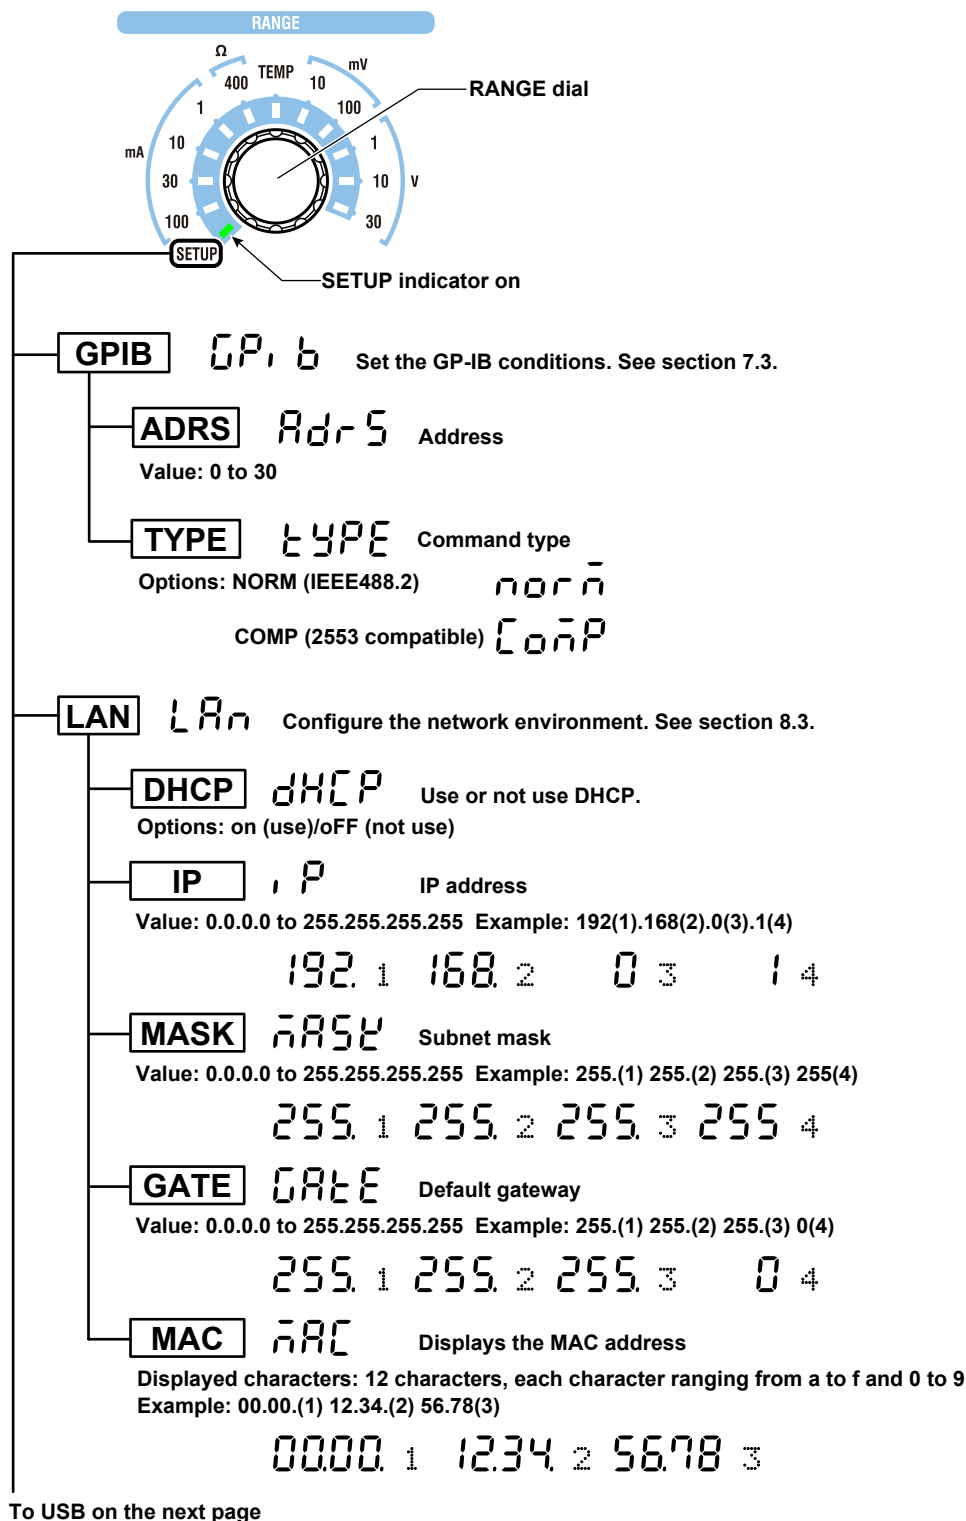 RANGE
Ω
TEMP
mV
400
10
1
100
RANGE dial
10
1
mA
30
10
V
100
30
SETUP
SETUP indicator on
GPIB GPib Set the GP-IB conditions. See section 7.3.
ADRS AdrS Address
Value: 0 to 30
TYPE tYPE Command type
Options: NORM (IEEE488.2) norm
COMP (2553 compatible) ComP
LAN LAn Configure the network environment. See section 8.3.
DHCP dHCP Use or not use DHCP.
Options: on (use)/oFF (not use)
IP iP IP address
Value: 0.0.0.0 to 255.255.255.255 Example: 192(1).168(2).0(3).1(4)
192. 1 168. 2 0 3 1 4
MASK mASK Subnet mask
Value: 0.0.0.0 to 255.255.255.255 Example: 255.(1) 255.(2) 255.(3) 255(4)
255. 1 255. 2 255. 3 255 4
GATE GAtE Default gateway
Value: 0.0.0.0 to 255.255.255.255 Example: 255.(1) 255.(2) 255.(3) 0(4)
255. 1 255. 2 255. 3 0 4
MAC mAC Displays the MAC address
Displayed characters: 12 characters, each character ranging from a to f and 0 to 9
Example: 00.00.(1) 12.34.(2) 56.78(3)
00.00. 1 12.34. 2 56.78 3
To USB on the next page